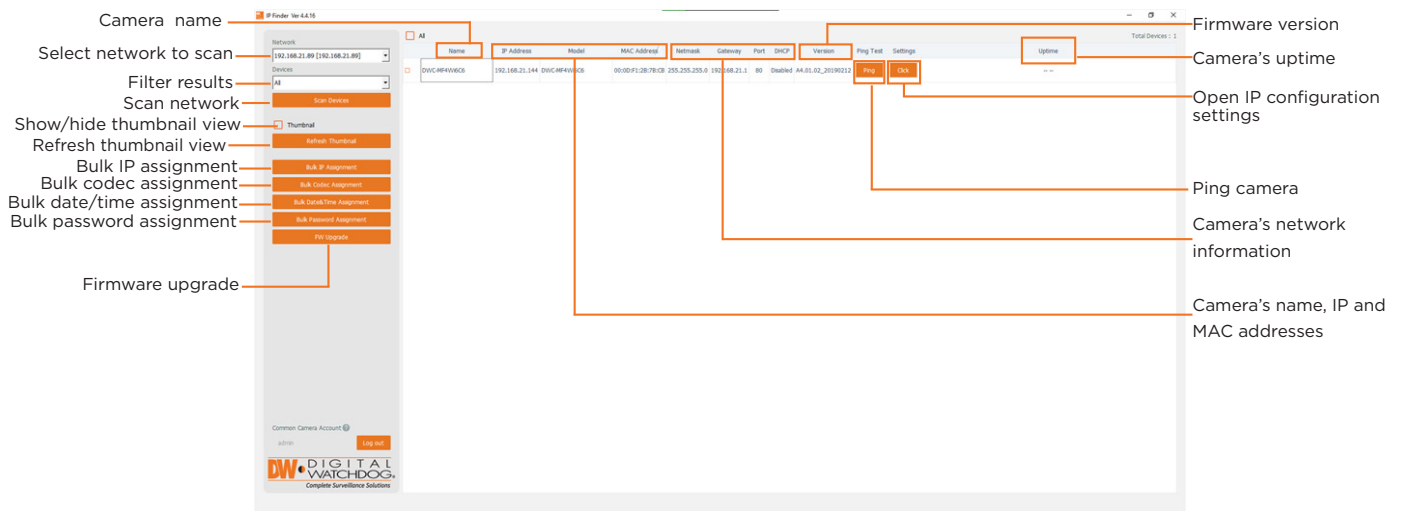 Camera name
Select network to scan
Filter results
Scan network
Show/hide thumbnail view
Refresh thumbnail view
Bulk IP assignment
Bulk codec assignment
Bulk date/time assignment
Bulk password assignment
Firmware upgrade
IP Finder Ver 4.4.16
Network
192.168.21.89 [192.168.21.89]
Devices
All
Scan Devices
Thumbnail
Refresh Thumbnail
Bulk IP Assignment
Bulk Codec Assignment
Bulk Date&Time Assignment
Bulk Password Assignment
FW Upgrade
Common Camera Account ?
admin Log out
DW DIGITAL
WATCHDOG®
Complete Surveillance Solutions
All Total Devices : 1
Name IP Address Model MAC Address Netmask Gateway Port DHCP Version Ping Test Settings Uptime
DWC-MF4Wi6C6 192.168.21.144 DWC-MF4Wi6C6 00:0D:F1:2B:7B:CB 255.255.255.0 192.168.21.1 80 Disabled A4.01.02_20190212 Ping Click -- --
Firmware version
Camera's uptime
Open IP configuration
settings
Ping camera
Camera's network
information
Camera's name, IP and
MAC addresses